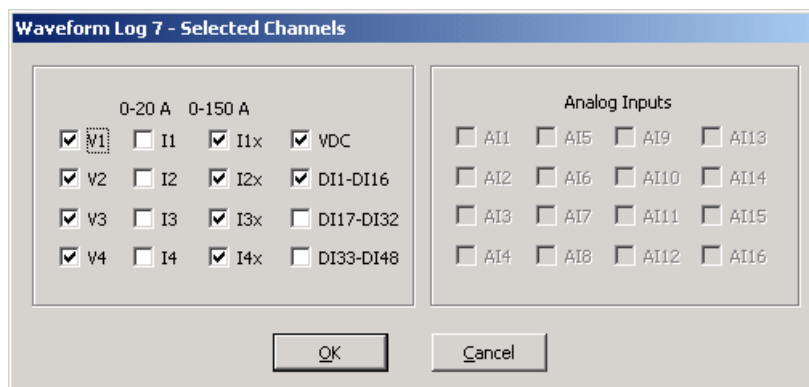 Waveform Log 7 - Selected Channels
0-20 A 0-150 A
V1 I1 I1x VDC
V2 I2 I2x DI1-DI16
V3 I3 I3x DI17-DI32
V4 I4 I4x DI33-DI48
Analog Inputs
AI1 AI5 AI9 AI13
AI2 AI6 AI10 AI14
AI3 AI7 AI11 AI15
AI4 AI8 AI12 AI16
OK Cancel